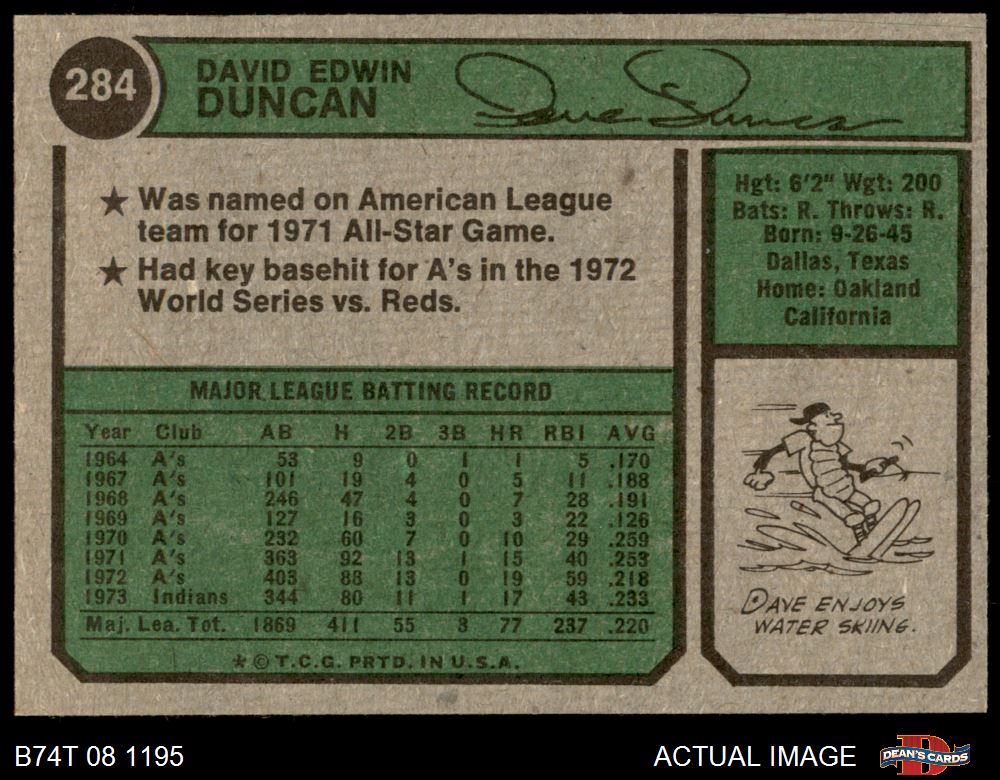 284
DAVID EDWIN
DUNCAN
Dave Duncan
★ Was named on American League
team for 1971 All-Star Game.
★ Had key basehit for A's in the 1972
World Series vs. Reds.
Hgt: 6'2" Wgt: 200
Bats: R. Throws: R.
Born: 9-26-45
Dallas, Texas
Home: Oakland
California
MAJOR LEAGUE BATTING RECORD
Year Club AB H 2B 3B HR RBI AVG
1964 A's 53 9 0 1 1 5 .170
1967 A's 101 19 4 0 5 11 .188
1968 A's 246 47 4 0 7 28 .191
1969 A's 127 16 3 0 3 22 .126
1970 A's 232 60 7 0 10 29 .259
1971 A's 363 92 13 1 15 40 .253
1972 A's 403 88 13 0 19 59 .218
1973 Indians 344 80 11 1 17 43 .233
Maj. Lea. Tot. 1869 411 55 3 77 237 .220
* © T.C.G. PRTD. IN U.S.A.
DAVE ENJOYS
WATER SKIING.
B74T 08 1195
ACTUAL IMAGE
DEAN'S CARDS